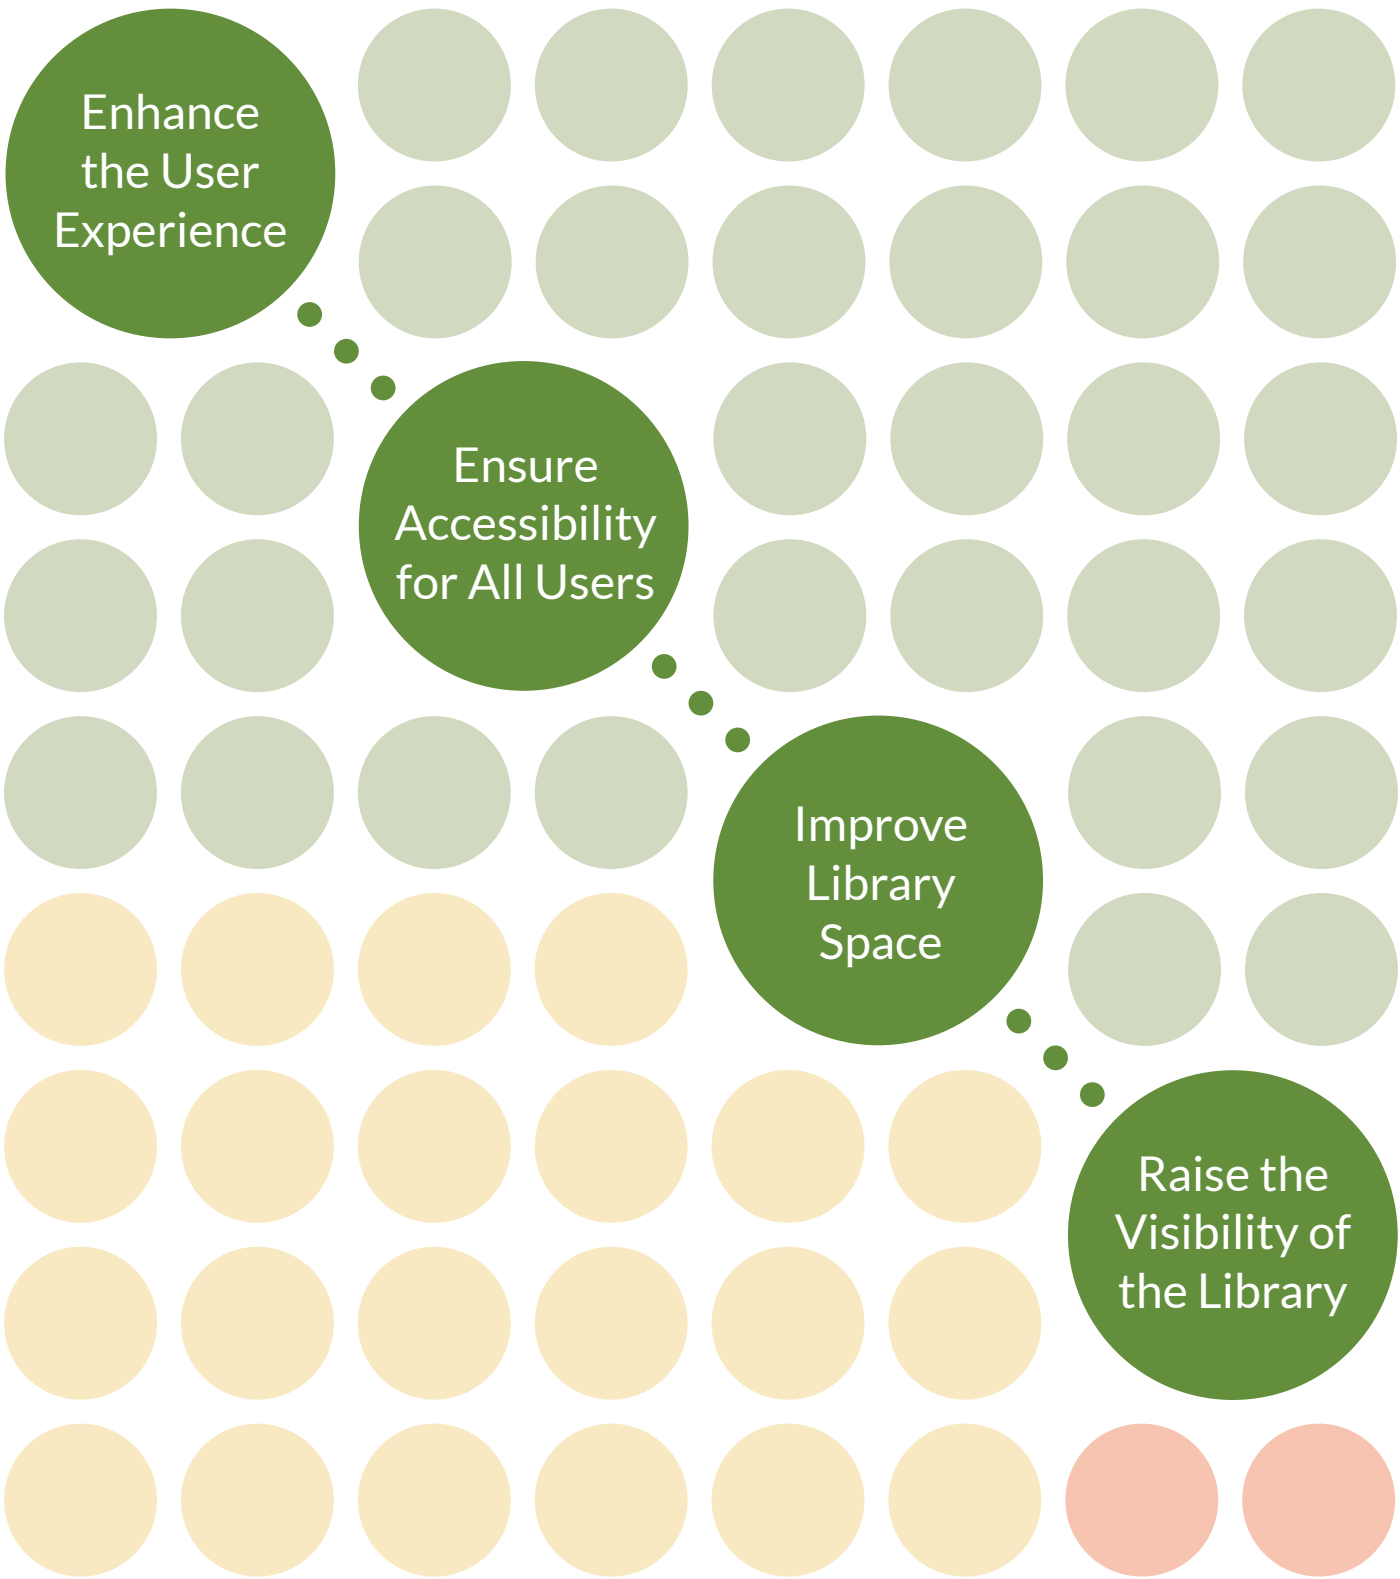 Enhance
the User
Experience
Ensure
Accessibility
for All Users
Improve
Library
Space
Raise the
Visibility of
the Library